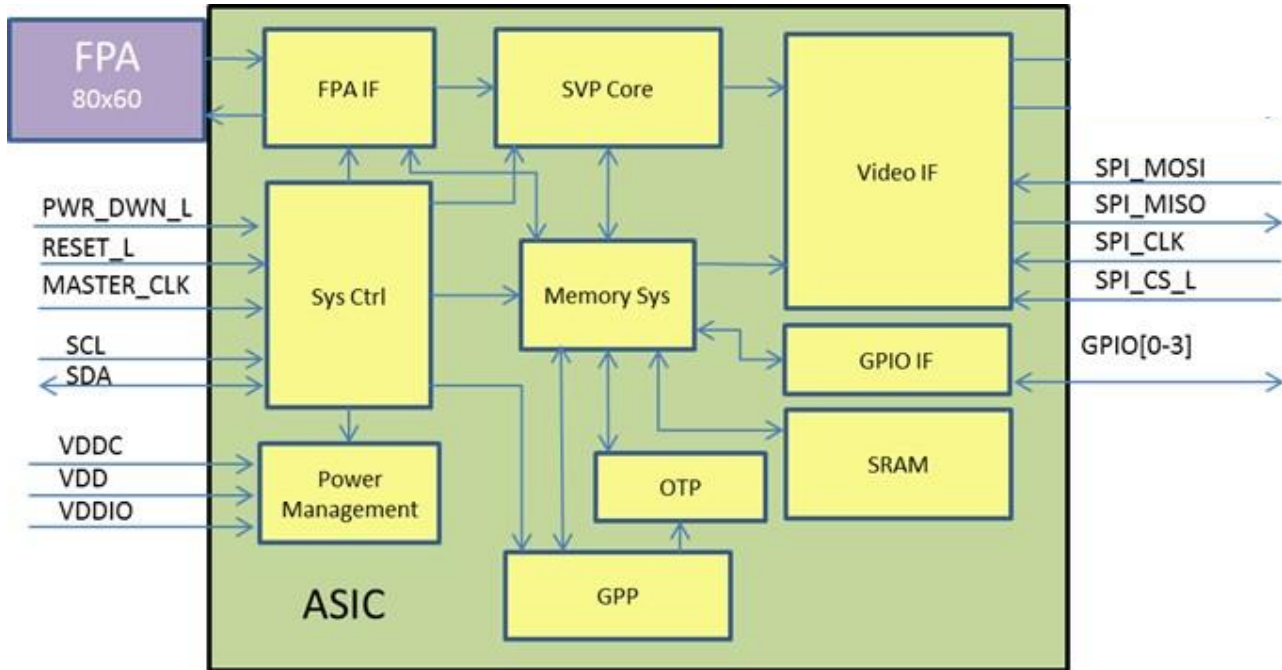 FPA
80x60
FPA IF
SVP Core
Video IF
PWR_DWN_L
RESET_L
MASTER_CLK
SCL
SDA
Sys Ctrl
Memory Sys
SPI_MOSI
SPI_MISO
SPI_CLK
SPI_CS_L
GPIO IF
GPIO[0-3]
VDDC
VDD
VDDIO
Power
Management
OTP
SRAM
GPP
ASIC